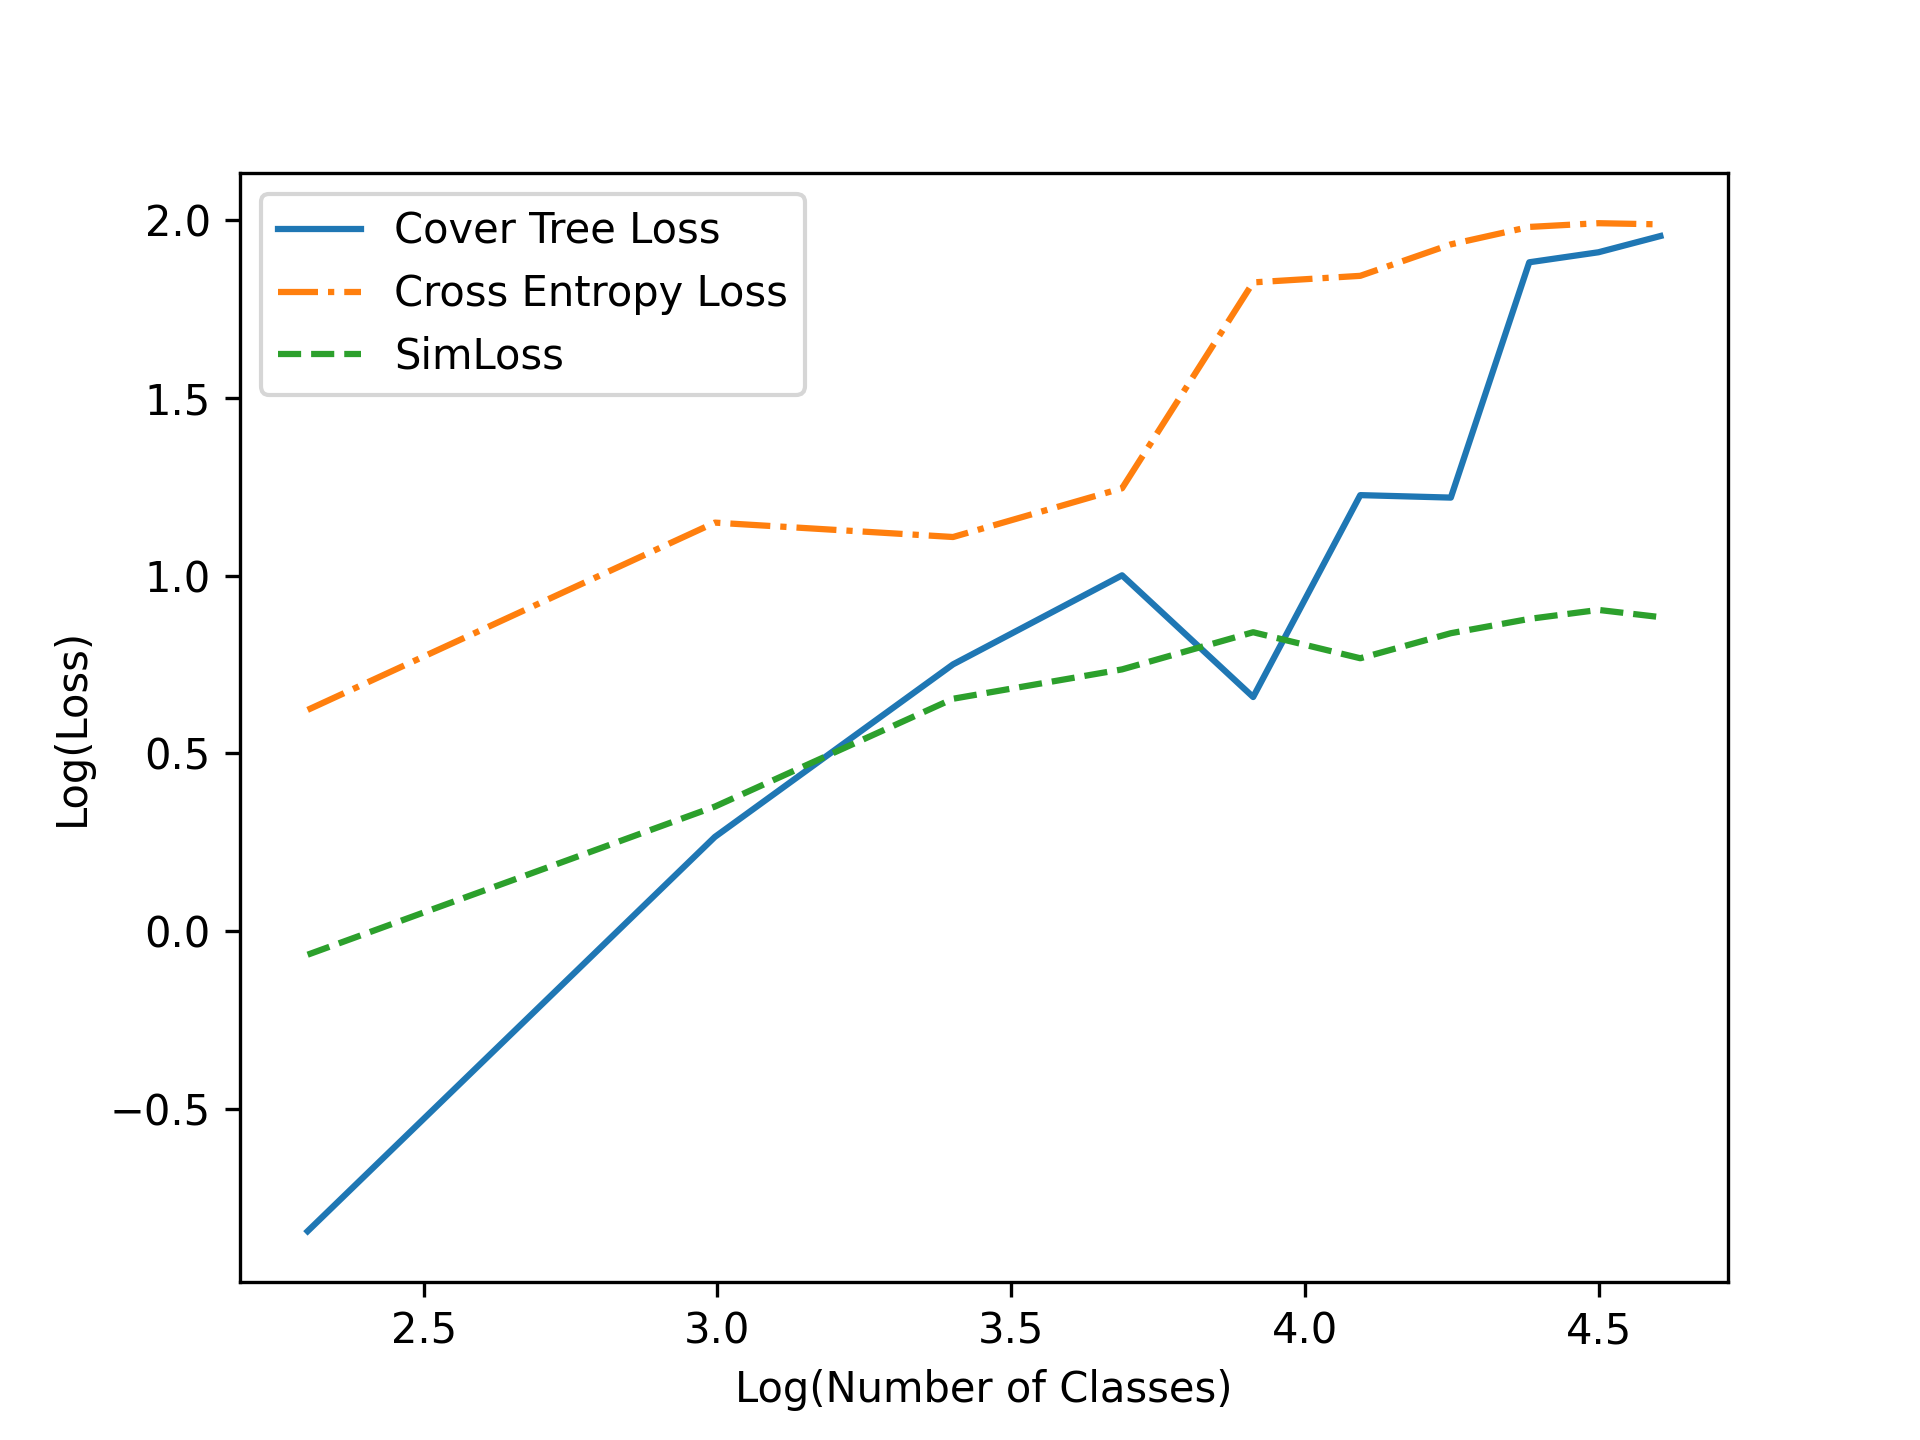 Cover Tree Loss
Cross Entropy Loss
SimLoss
2.0
1.5
1.0
0.5
0.0
−0.5
Log(Loss)
2.5 3.0 3.5 4.0 4.5
Log(Number of Classes)